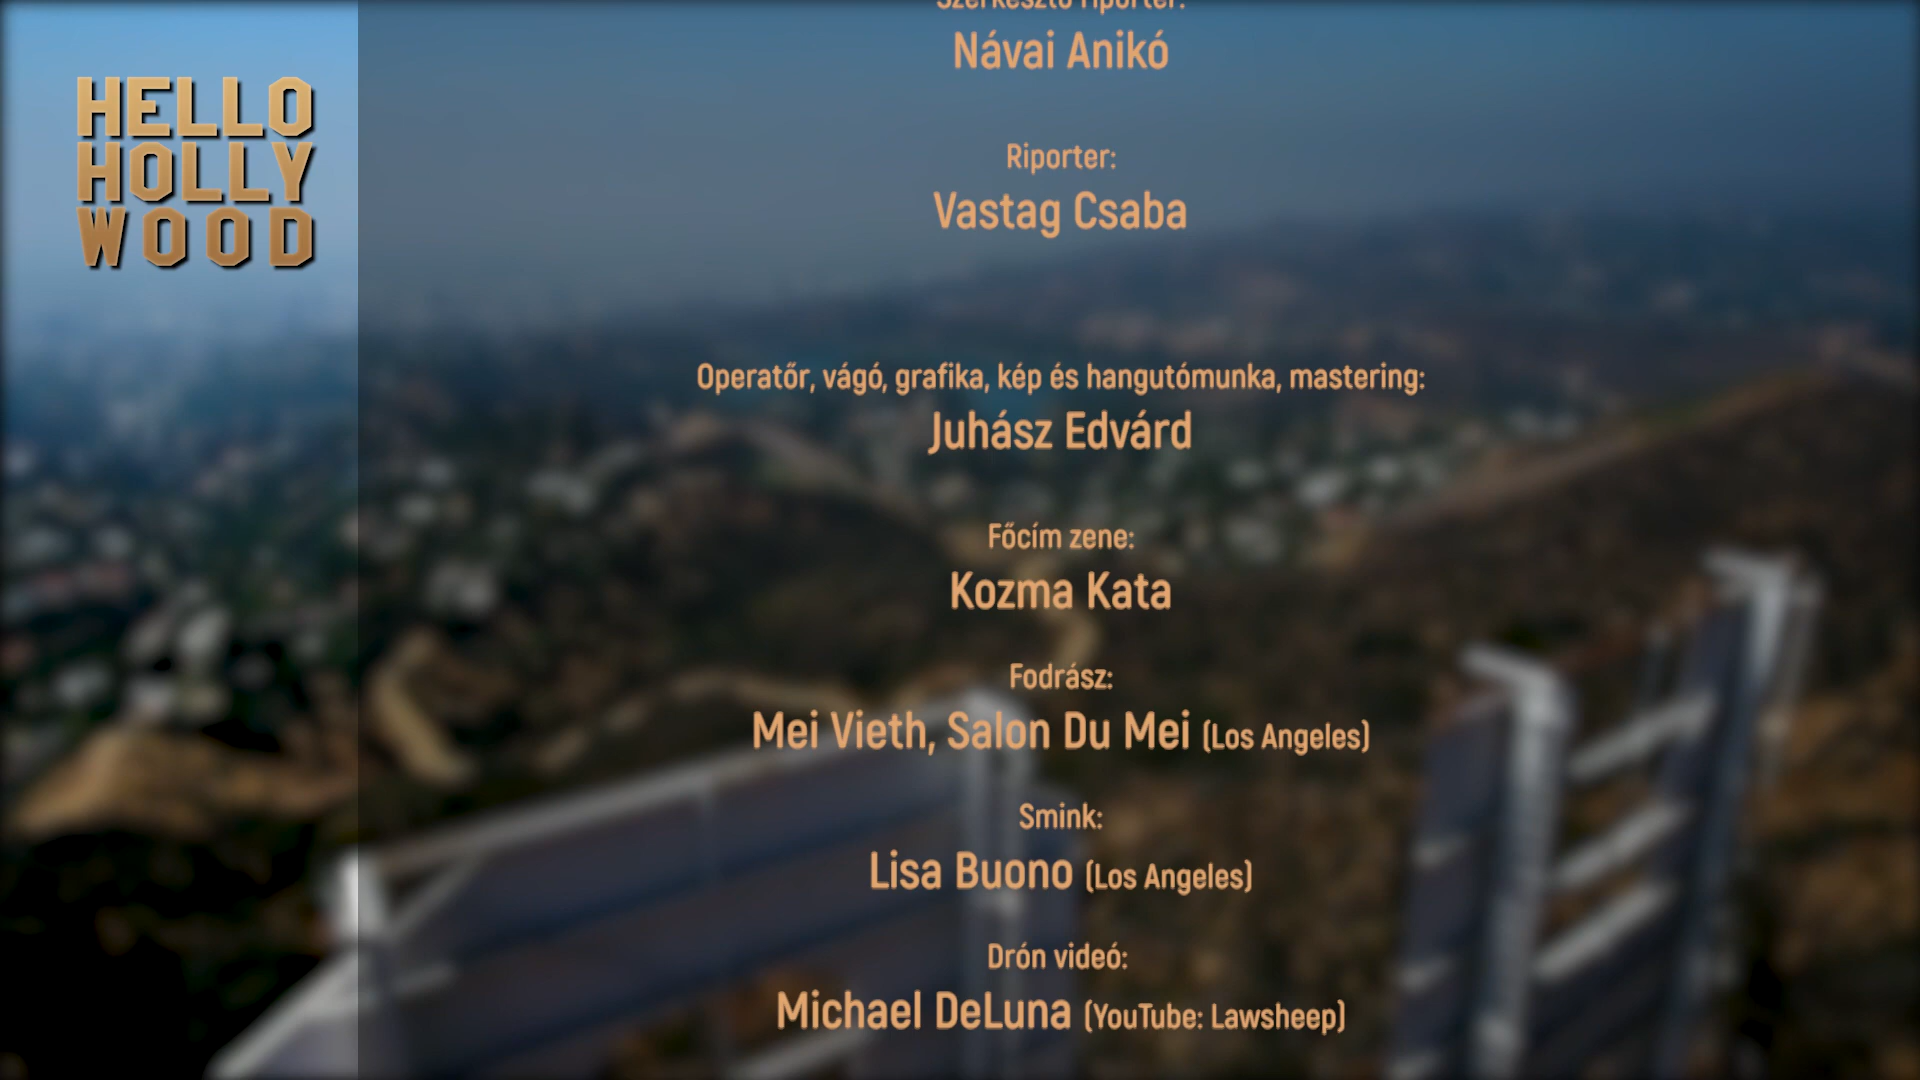 HELLO
HOLLY
WOOD
Szerkesztő riporter:
Návai Anikó
Riporter:
Vastag Csaba
Operatőr, vágó, grafika, kép és hangutómunka, mastering:
Juhász Edvárd
Főcím zene:
Kozma Kata
Fodrász:
Mei Vieth, Salon Du Mei (Los Angeles)
Smink:
Lisa Buono (Los Angeles)
Drón videó:
Michael DeLuna (YouTube: Lawsheep)